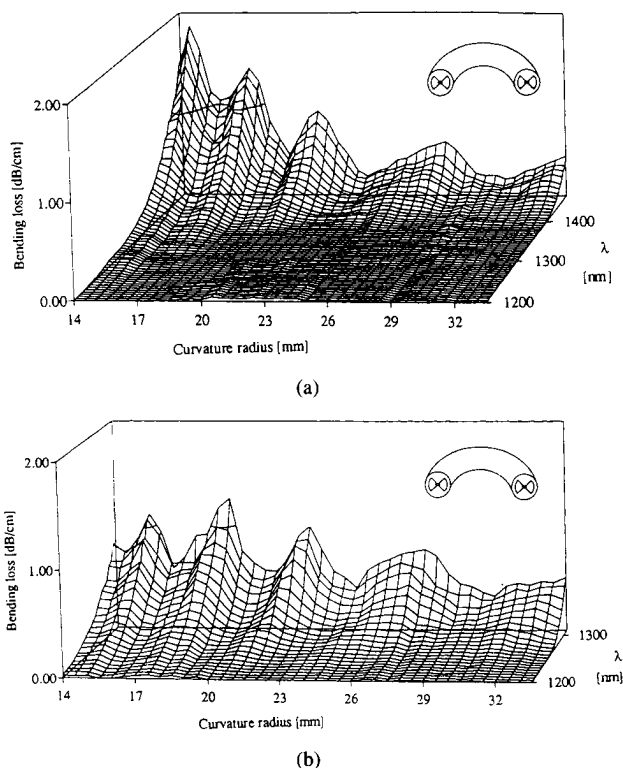 2.00
1.00
0.00
Bending loss [dB/cm]
14 17 20 23 26 29 32
Curvature radius [mm]
1400
1300
1200
λ
[nm]
(a)
2.00
1.00
0.00
Bending loss [dB/cm]
14 17 20 23 26 29 32
Curvature radius [mm]
1300
1200
λ
[nm]
(b)